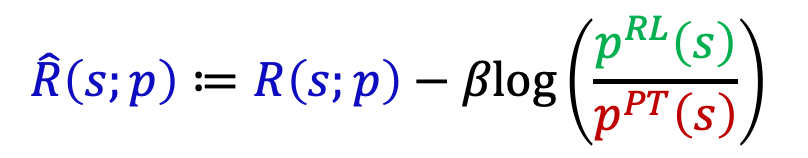 R̂(s;p) ≔ R(s;p) − βlog(p^{RL}(s) / p^{PT}(s))